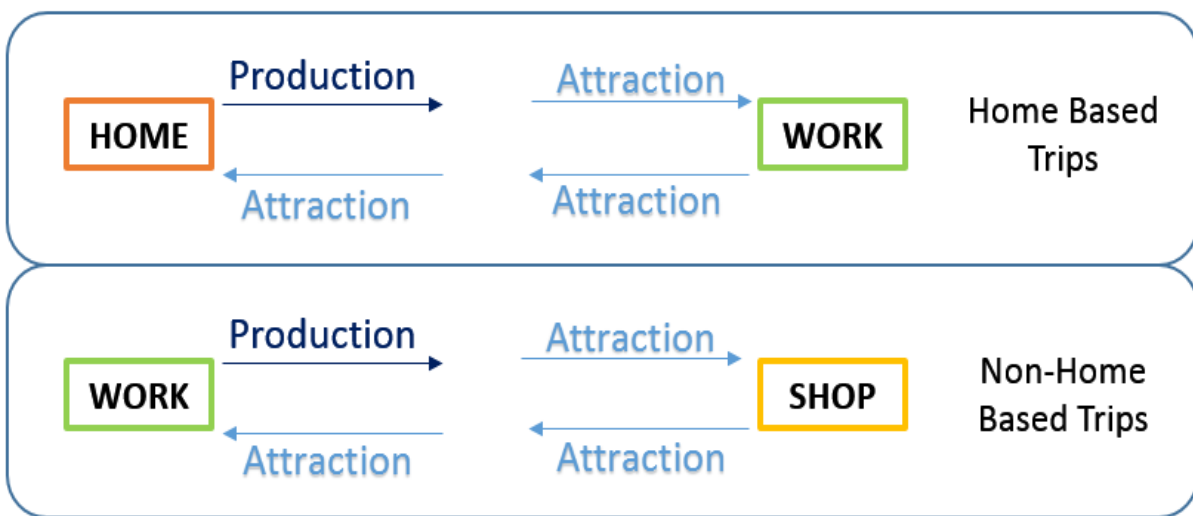 Production
Attraction
HOME
WORK
Home Based
Trips
Attraction
Attraction
Production
Attraction
WORK
SHOP
Non-Home
Based Trips
Attraction
Attraction